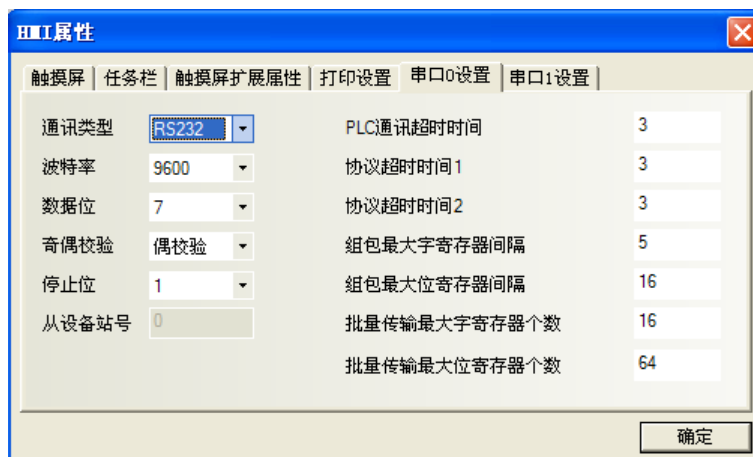 HMI属性
触摸屏 任务栏 触摸屏扩展属性 打印设置 串口0设置 串口1设置
通讯类型 RS232 PLC通讯超时时间 3
波特率 9600 协议超时时间1 3
数据位 7 协议超时时间2 3
奇偶校验 偶校验 组包最大字寄存器间隔 5
停止位 1 组包最大位寄存器间隔 16
从设备站号 0 批量传输最大字寄存器个数 16
批量传输最大位寄存器个数 64
确定